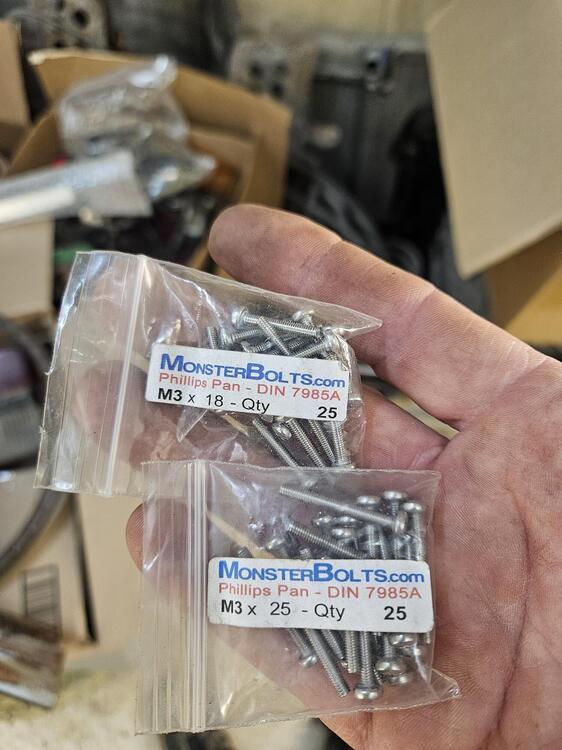 MONSTERBOLTS.com
Phillips Pan - DIN 7985A
M3 x 18 - Qty 25
MONSTERBOLTS.com
Phillips Pan - DIN 7985A
M3 x 25 - Qty 25